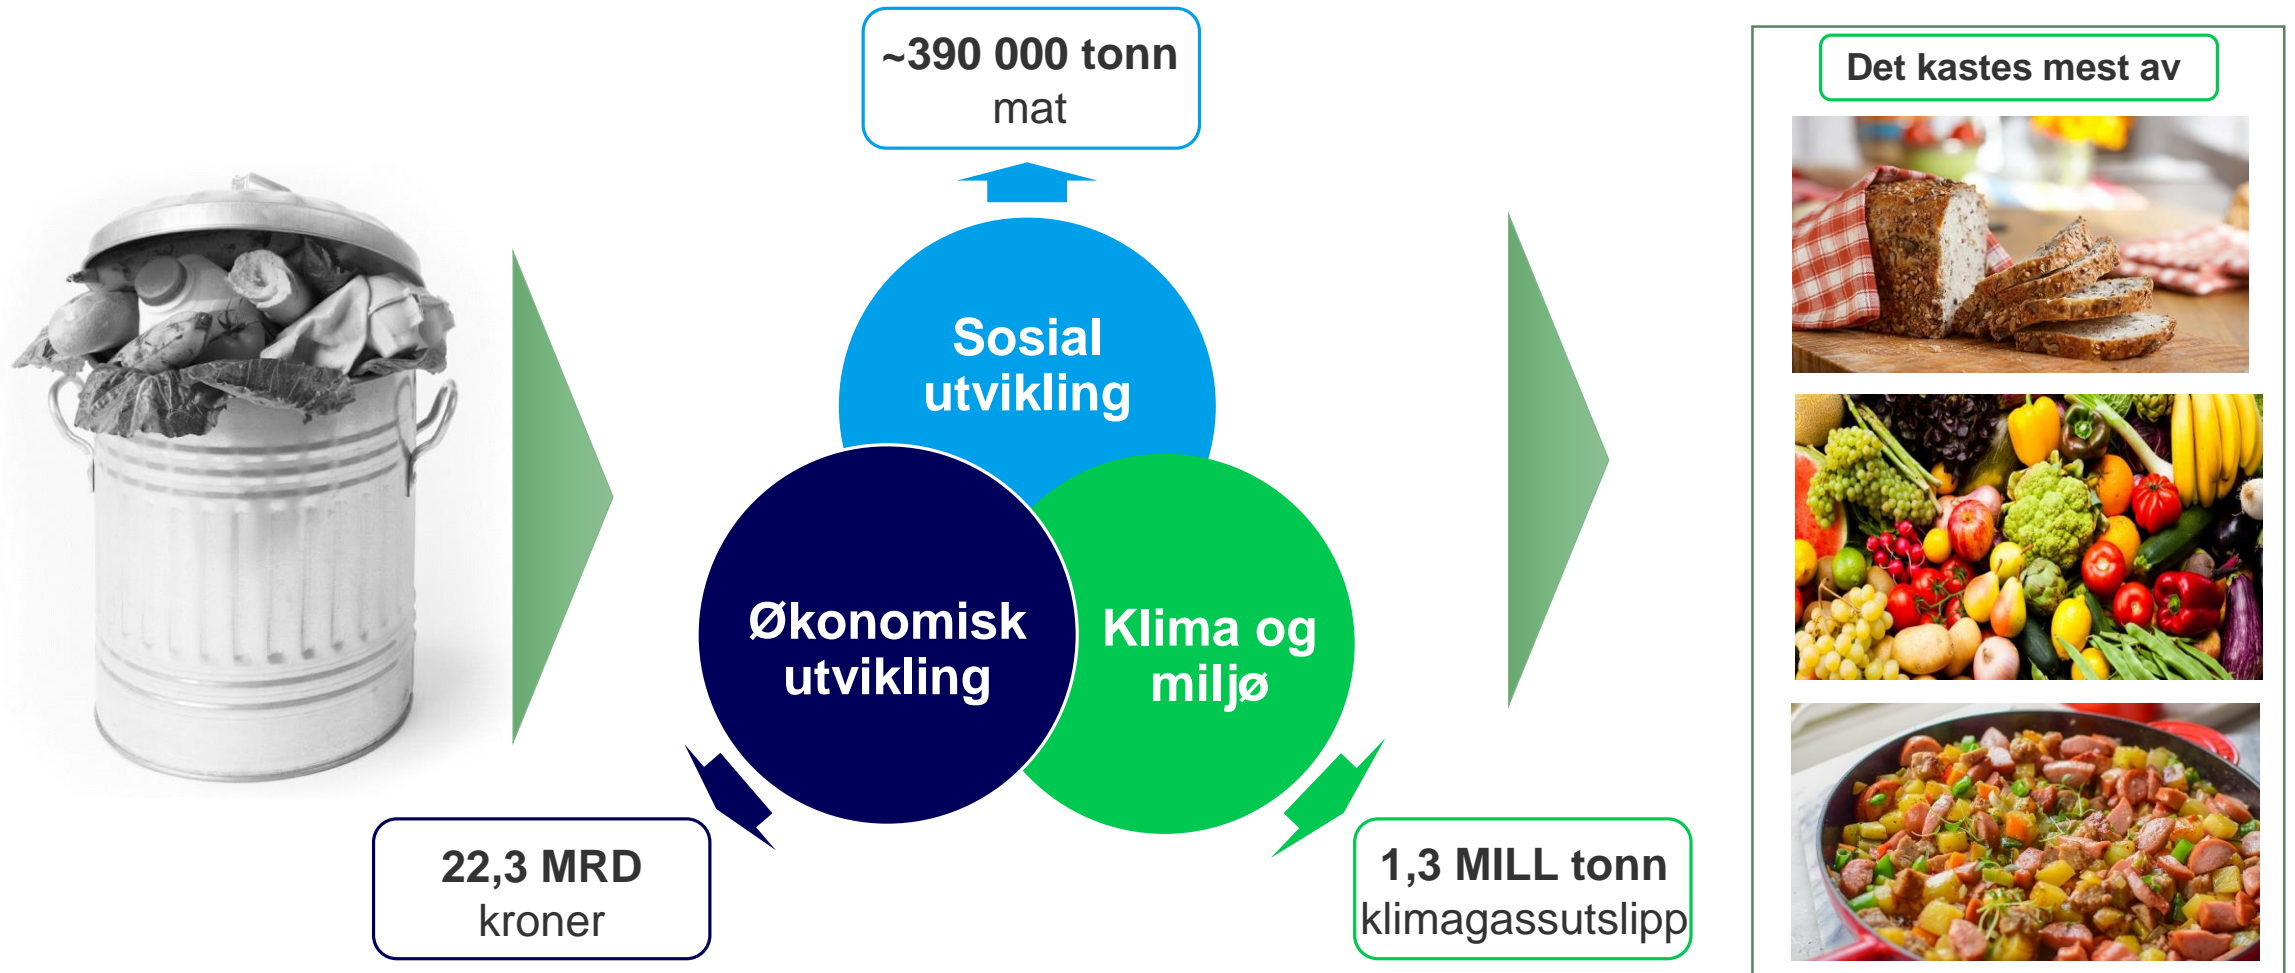 ~390 000 tonn
mat
Sosial
utvikling
Økonomisk
utvikling
Klima og
miljø
22,3 MRD
kroner
1,3 MILL tonn
klimagassutslipp
Det kastes mest av